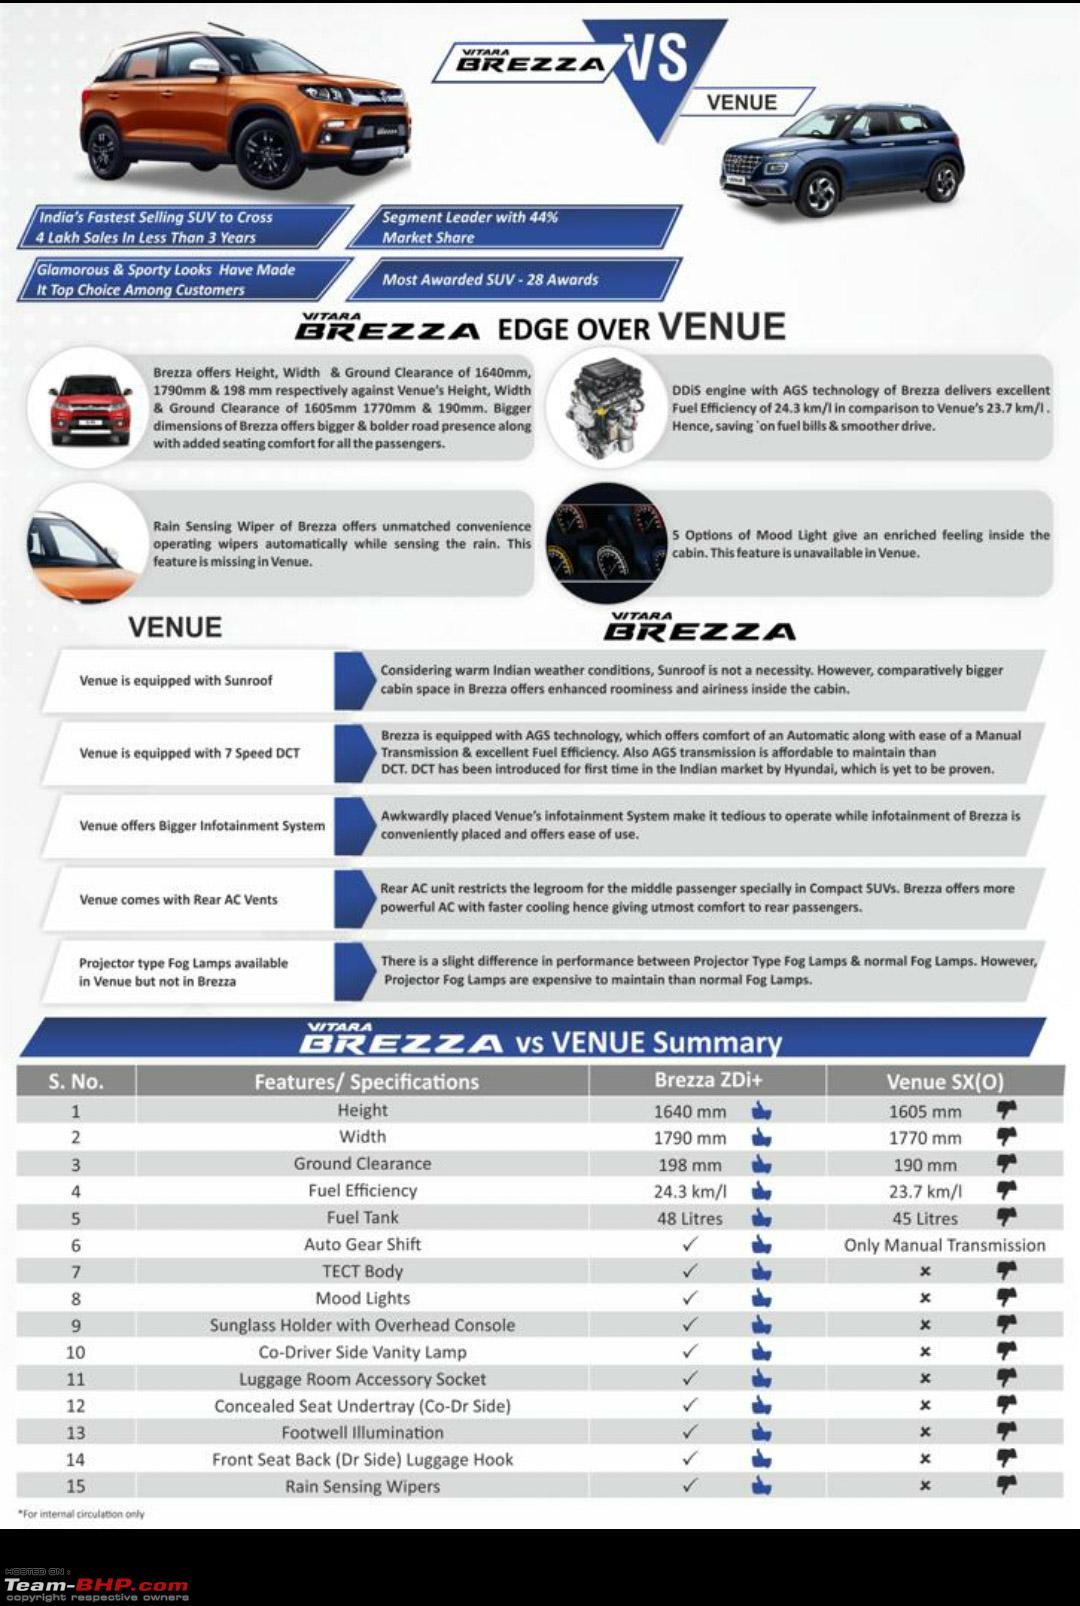 VITARA
BREZZA
VS
VENUE
India's Fastest Selling SUV to Cross
4 Lakh Sales In Less Than 3 Years
Segment Leader with 44%
Market Share
Glamorous & Sporty Looks Have Made
It Top Choice Among Customers
Most Awarded SUV - 28 Awards
VITARA
BREZZA EDGE OVER VENUE
Brezza offers Height, Width & Ground Clearance of 1640mm,
1790mm & 198 mm respectively against Venue's Height, Width
& Ground Clearance of 1605mm 1770mm & 190mm. Bigger
dimensions of Brezza offers bigger & bolder road presence along
with added seating comfort for all the passengers.
DDiS engine with AGS technology of Brezza delivers excellent
Fuel Efficiency of 24.3 km/l in comparison to Venue's 23.7 km/l .
Hence, saving `on fuel bills & smoother drive.
Rain Sensing Wiper of Brezza offers unmatched convenience
operating wipers automatically while sensing the rain. This
feature is missing in Venue.
5 Options of Mood Light give an enriched feeling inside the
cabin. This feature is unavailable in Venue.
VENUE
VITARA
BREZZA
Venue is equipped with Sunroof
Considering warm Indian weather conditions, Sunroof is not a necessity. However, comparatively bigger
cabin space in Brezza offers enhanced roominess and airiness inside the cabin.
Venue is equipped with 7 Speed DCT
Brezza is equipped with AGS technology, which offers comfort of an Automatic along with ease of a Manual
Transmission & excellent Fuel Efficiency. Also AGS transmission is affordable to maintain than
DCT. DCT has been introduced for first time in the Indian market by Hyundai, which is yet to be proven.
Venue offers Bigger Infotainment System
Awkwardly placed Venue's infotainment System make it tedious to operate while infotainment of Brezza is
conveniently placed and offers ease of use.
Venue comes with Rear AC Vents
Rear AC unit restricts the legroom for the middle passenger specially in Compact SUVs. Brezza offers more
powerful AC with faster cooling hence giving utmost comfort to rear passengers.
Projector type Fog Lamps available
in Venue but not in Brezza
There is a slight difference in performance between Projector Type Fog Lamps & normal Fog Lamps. However,
Projector Fog Lamps are expensive to maintain than normal Fog Lamps.
VITARA
BREZZA vs VENUE Summary
S. No. Features/ Specifications Brezza ZDi+ Venue SX(O)
1 Height 1640 mm 1605 mm
2 Width 1790 mm 1770 mm
3 Ground Clearance 198 mm 190 mm
4 Fuel Efficiency 24.3 km/l 23.7 km/l
5 Fuel Tank 48 Litres 45 Litres
6 Auto Gear Shift ✓ Only Manual Transmission
7 TECT Body ✓ ×
8 Mood Lights ✓ ×
9 Sunglass Holder with Overhead Console ✓ ×
10 Co-Driver Side Vanity Lamp ✓ ×
11 Luggage Room Accessory Socket ✓ ×
12 Concealed Seat Undertray (Co-Dr Side) ✓ ×
13 Footwell Illumination ✓ ×
14 Front Seat Back (Dr Side) Luggage Hook ✓ ×
15 Rain Sensing Wipers ✓ ×
*For internal circulation only
HOSTED ON :
Team-BHP.com
copyright respective owners